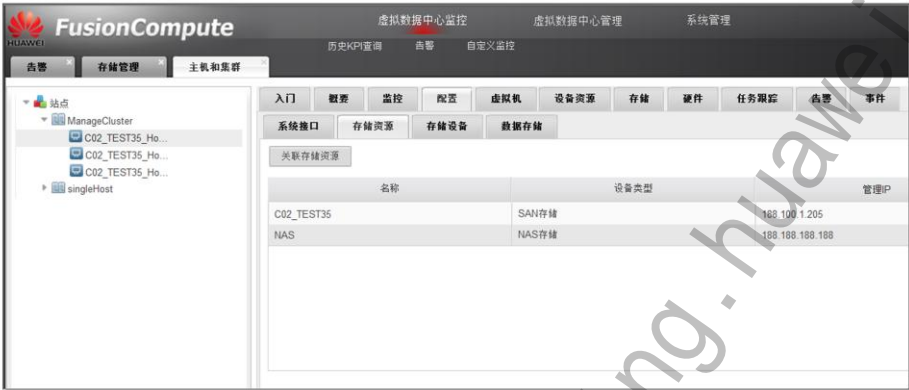 HUAWEI FusionCompute 虚拟数据中心监控 虚拟数据中心管理 系统管理
历史KPI查询 告警 自定义监控
告警 存储管理 主机和集群
站点
ManageCluster
C02_TEST35_Ho...
C02_TEST35_Ho...
C02_TEST35_Ho...
singleHost
入门 概要 监控 配置 虚拟机 设备资源 存储 硬件 任务跟踪 告警 事件
系统接口 存储资源 存储设备 数据存储
关联存储资源
名称 设备类型 管理IP
C02_TEST35 SAN存储 188.100.1.205
NAS NAS存储 188.188.188.188
ng.huawei